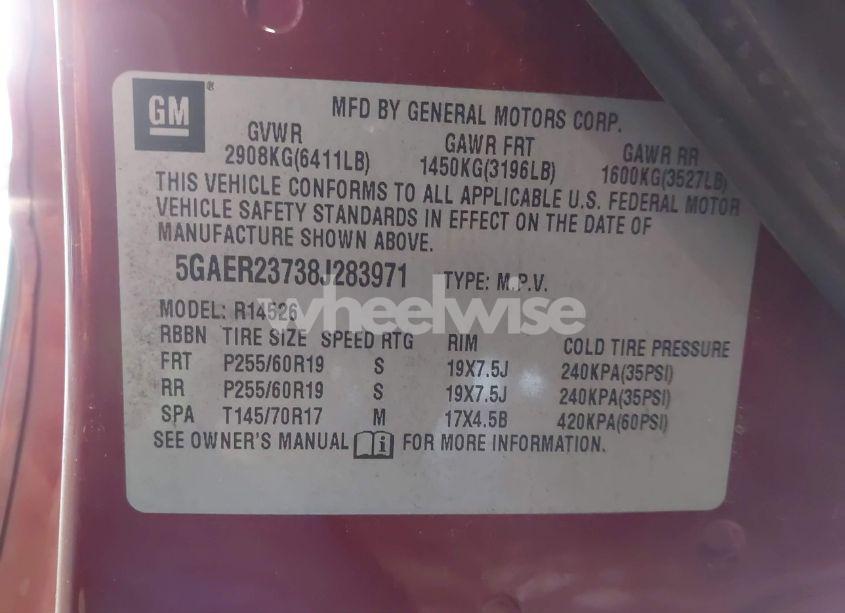 GM ®
MFD BY GENERAL MOTORS CORP.
GVWR GAWR FRT GAWR RR
2908KG(6411LB) 1450KG(3196LB) 1600KG(3527LB)
THIS VEHICLE CONFORMS TO ALL APPLICABLE U.S. FEDERAL MOTOR
VEHICLE SAFETY STANDARDS IN EFFECT ON THE DATE OF
MANUFACTURE SHOWN ABOVE.
5GAER23738J283971 TYPE: M.P.V.
wheelwise
MODEL: R14526
RBBN TIRE SIZE SPEED RTG RIM COLD TIRE PRESSURE
FRT P255/60R19 S 19X7.5J 240KPA(35PSI)
RR P255/60R19 S 19X7.5J 240KPA(35PSI)
SPA T145/70R17 M 17X4.5B 420KPA(60PSI)
SEE OWNER'S MANUAL i FOR MORE INFORMATION.